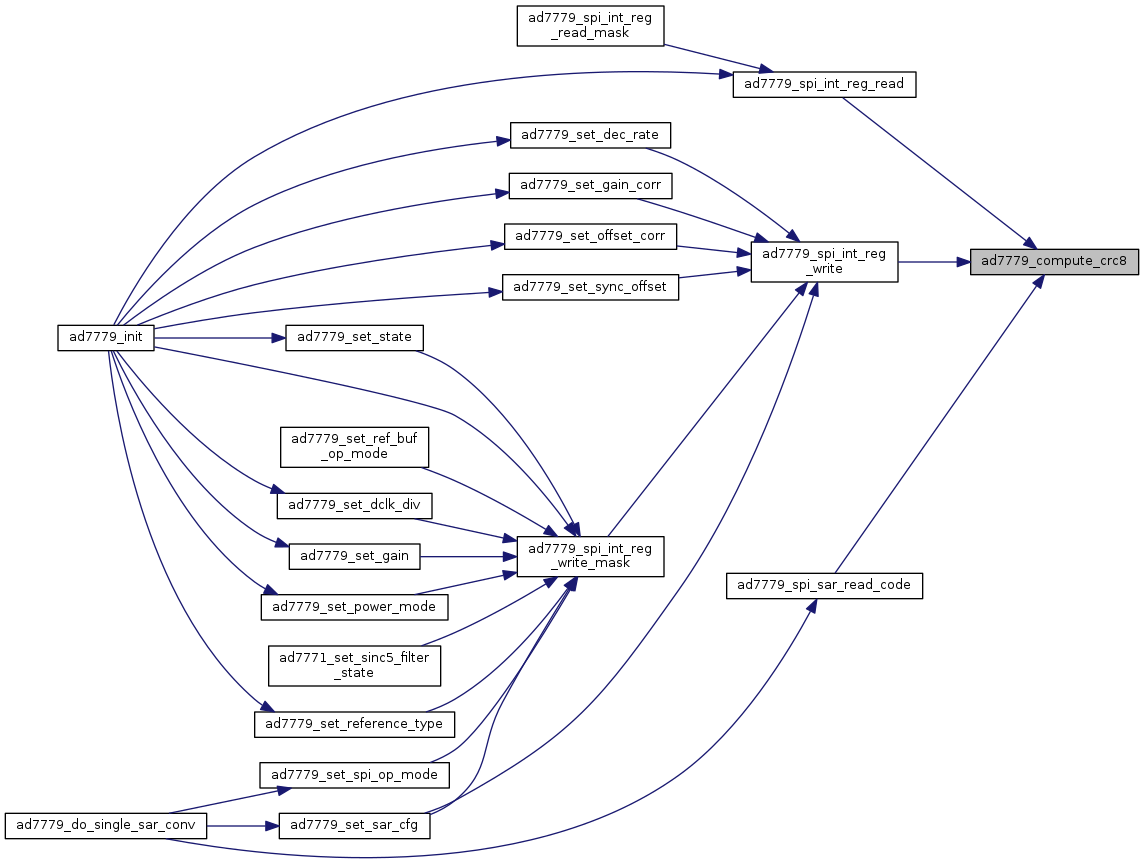 ad7779_spi_int_reg
_read_mask
ad7779_spi_int_reg_read
ad7779_set_dec_rate
ad7779_set_gain_corr
ad7779_set_offset_corr
ad7779_spi_int_reg
_write
ad7779_compute_crc8
ad7779_set_sync_offset
ad7779_init
ad7779_set_state
ad7779_set_ref_buf
_op_mode
ad7779_set_dclk_div
ad7779_spi_int_reg
_write_mask
ad7779_set_gain
ad7779_spi_sar_read_code
ad7779_set_power_mode
ad7771_set_sinc5_filter
_state
ad7779_set_reference_type
ad7779_set_spi_op_mode
ad7779_do_single_sar_conv
ad7779_set_sar_cfg